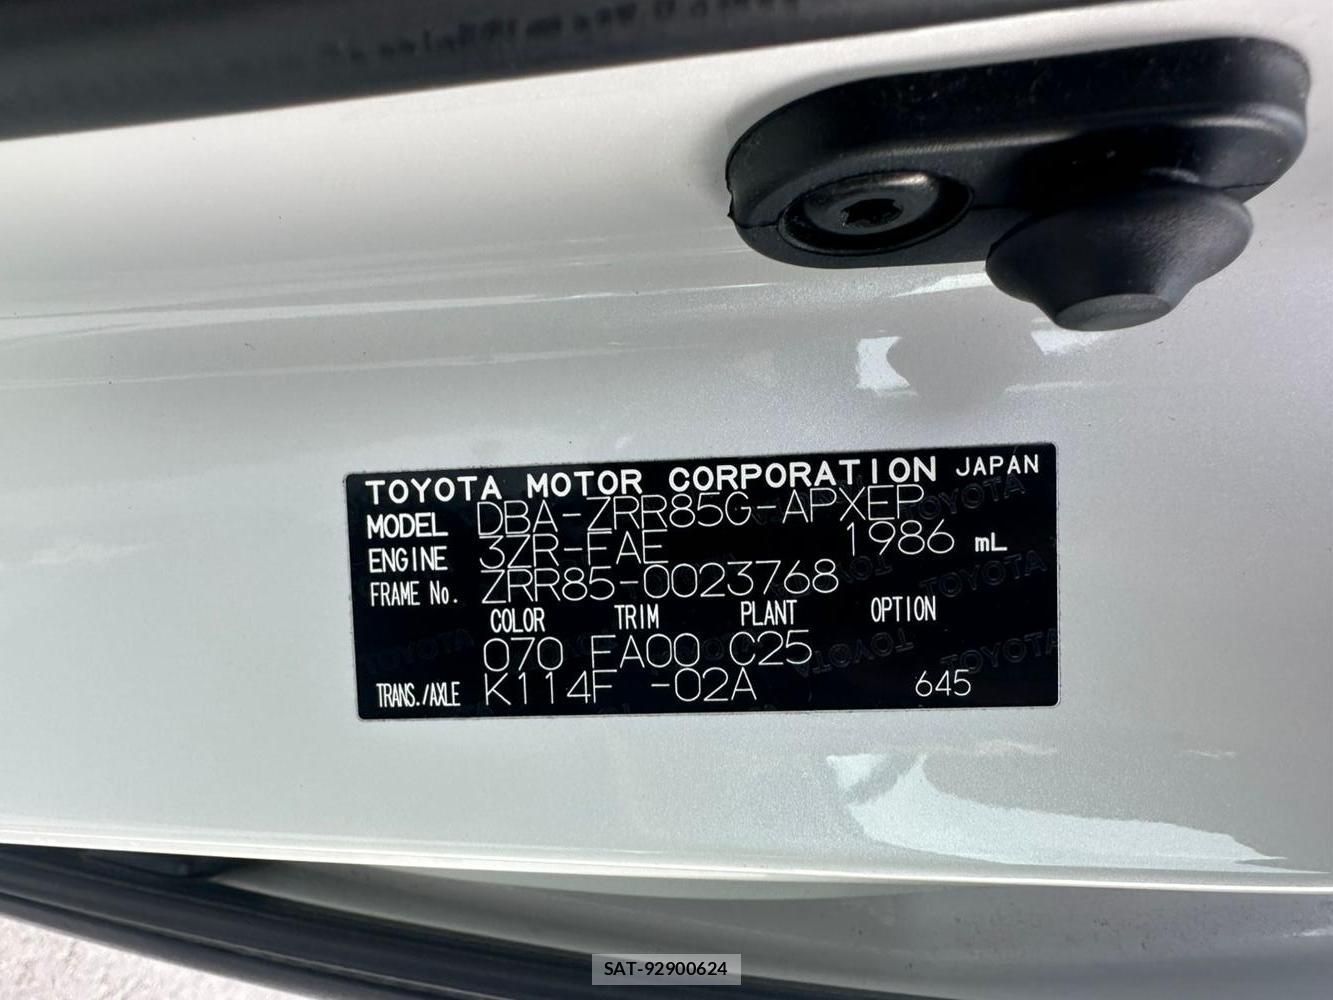 TOYOTA MOTOR CORPORATION JAPAN
MODEL DBA-ZRR85G-APXEP
ENGINE 3ZR-FAE 1986 mL
FRAME No. ZRR85-0023768
COLOR TRIM PLANT OPTION
070 FA00 C25
TRANS./AXLE K114F -02A 645
SAT-92900624